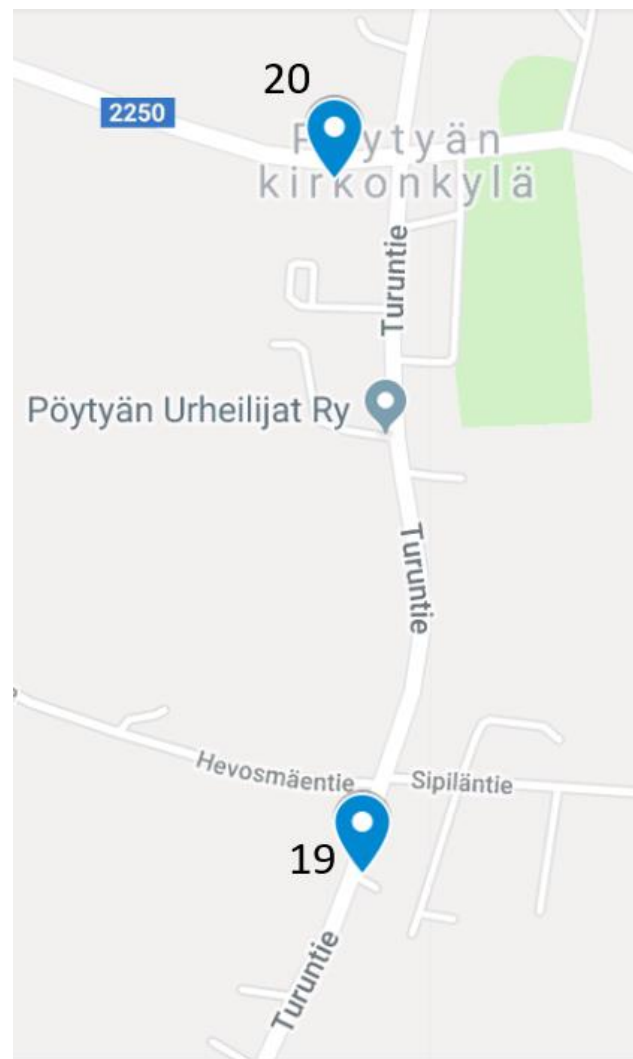 20
2250
Pöytyän
kirkonkylä
Turuntie
Pöytyän Urheilijat Ry
Turuntie
Hevosmäentie
Sipiläntie
19
Turuntie